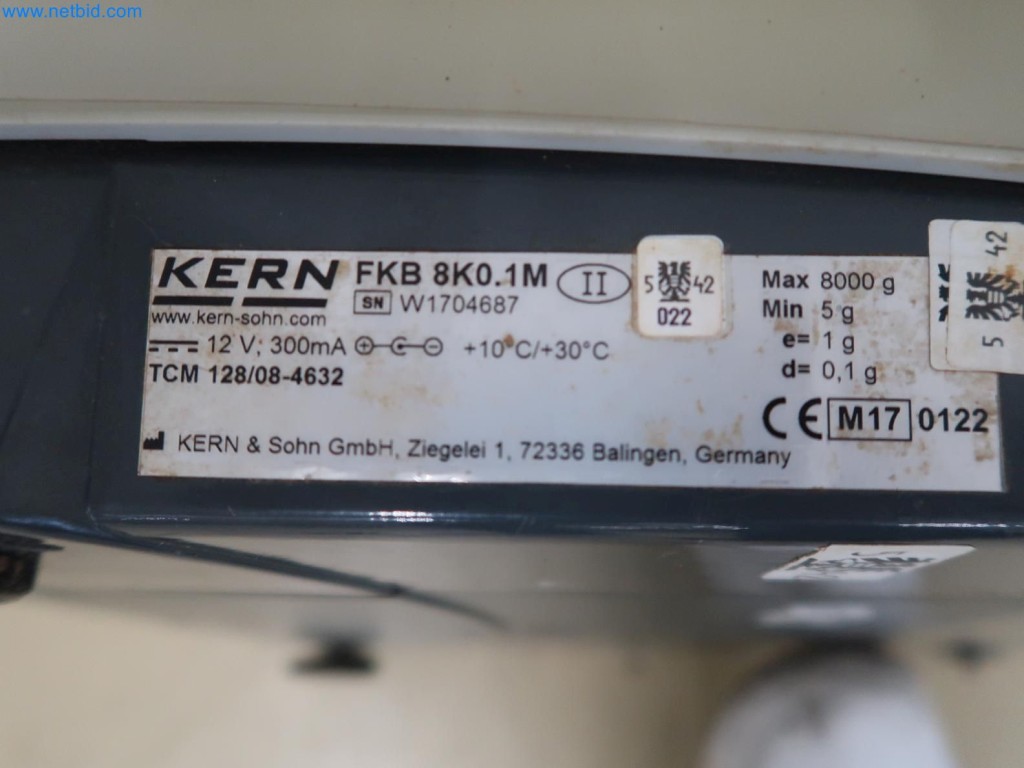 www.netbid.com
KERN FKB 8K0.1M II
SN W1704687
www.kern-sohn.com
12 V; 300mA +10°C/+30°C
TCM 128/08-4632
5 42
022
Max 8000 g
Min 5 g
e= 1 g
d= 0,1 g
CE M17 0122
KERN & Sohn GmbH, Ziegelei 1, 72336 Balingen, Germany
5 42